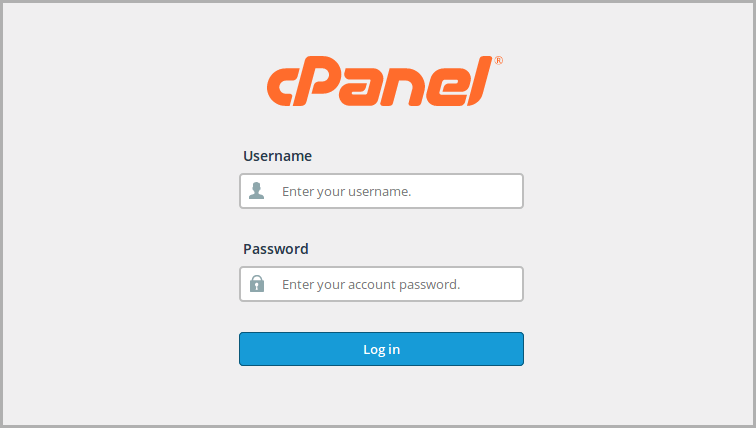 cPanel®
Username
Enter your username.
Password
Enter your account password.
Log in